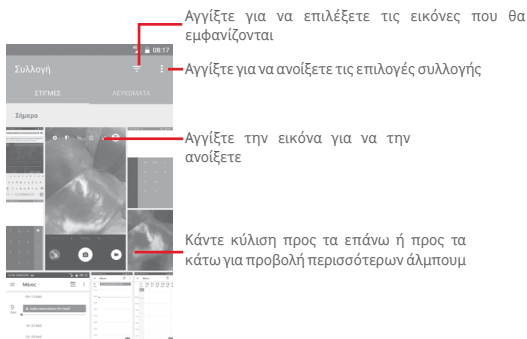 Αγγίξτε για να επιλέξετε τις εικόνες που θα
εμφανίζονται
08:17
Συλλογή
Αγγίξτε για να ανοίξετε τις επιλογές συλλογής
ΣΤΙΓΜΕΣ ΛΕΥΚΩΜΑΤΑ
Σήμερα
Αγγίξτε την εικόνα για να την
ανοίξετε
Κάντε κύλιση προς τα επάνω ή προς τα
κάτω για προβολή περισσότερων άλμπουμ
Μάιος
9